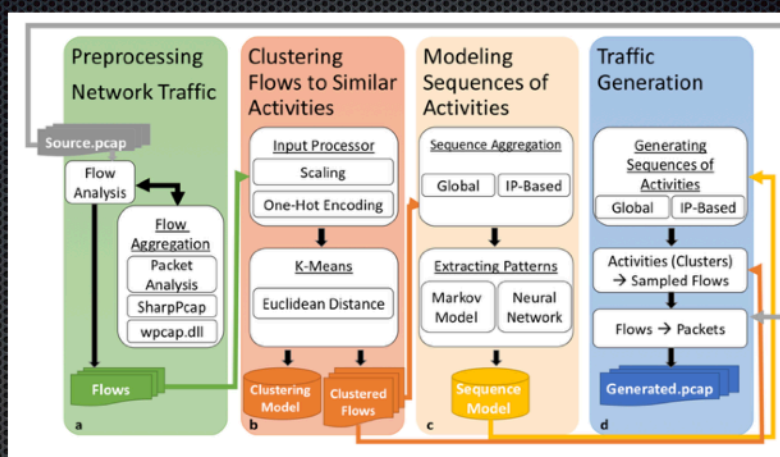 Preprocessing
Network Traffic
Source.pcap
Flow
Analysis
Flow
Aggregation
Packet
Analysis
SharpPcap
wpcap.dll
Flows
a
Clustering
Flows to Similar
Activities
Input Processor
Scaling
One-Hot Encoding
K-Means
Euclidean Distance
Clustering
Model
Clustered
Flows
b
Modeling
Sequences of
Activities
Sequence Aggregation
Global
IP-Based
Extracting Patterns
Markov
Model
Neural
Network
Sequence
Model
c
Traffic
Generation
Generating
Sequences of
Activities
Global
IP-Based
Activities (Clusters)
→ Sampled Flows
Flows → Packets
Generated.pcap
d